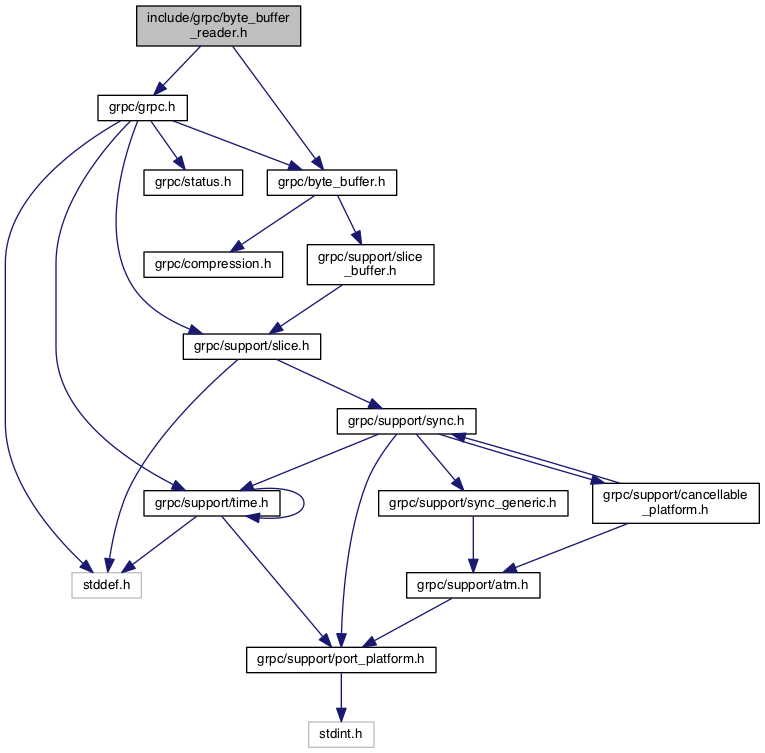 include/grpc/byte_buffer
_reader.h
grpc/grpc.h
grpc/status.h
grpc/byte_buffer.h
grpc/compression.h
grpc/support/slice
_buffer.h
grpc/support/slice.h
grpc/support/sync.h
grpc/support/time.h
grpc/support/sync_generic.h
grpc/support/cancellable
_platform.h
stddef.h
grpc/support/atm.h
grpc/support/port_platform.h
stdint.h